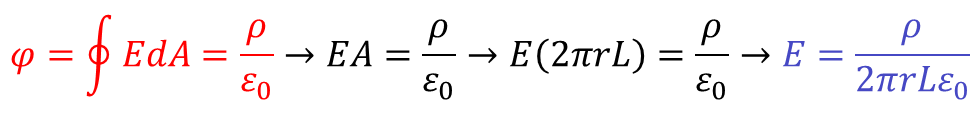 φ = ∮ EdA = ρ/ε₀ → EA = ρ/ε₀ → E(2πrL) = ρ/ε₀ → E = ρ/2πrLε₀